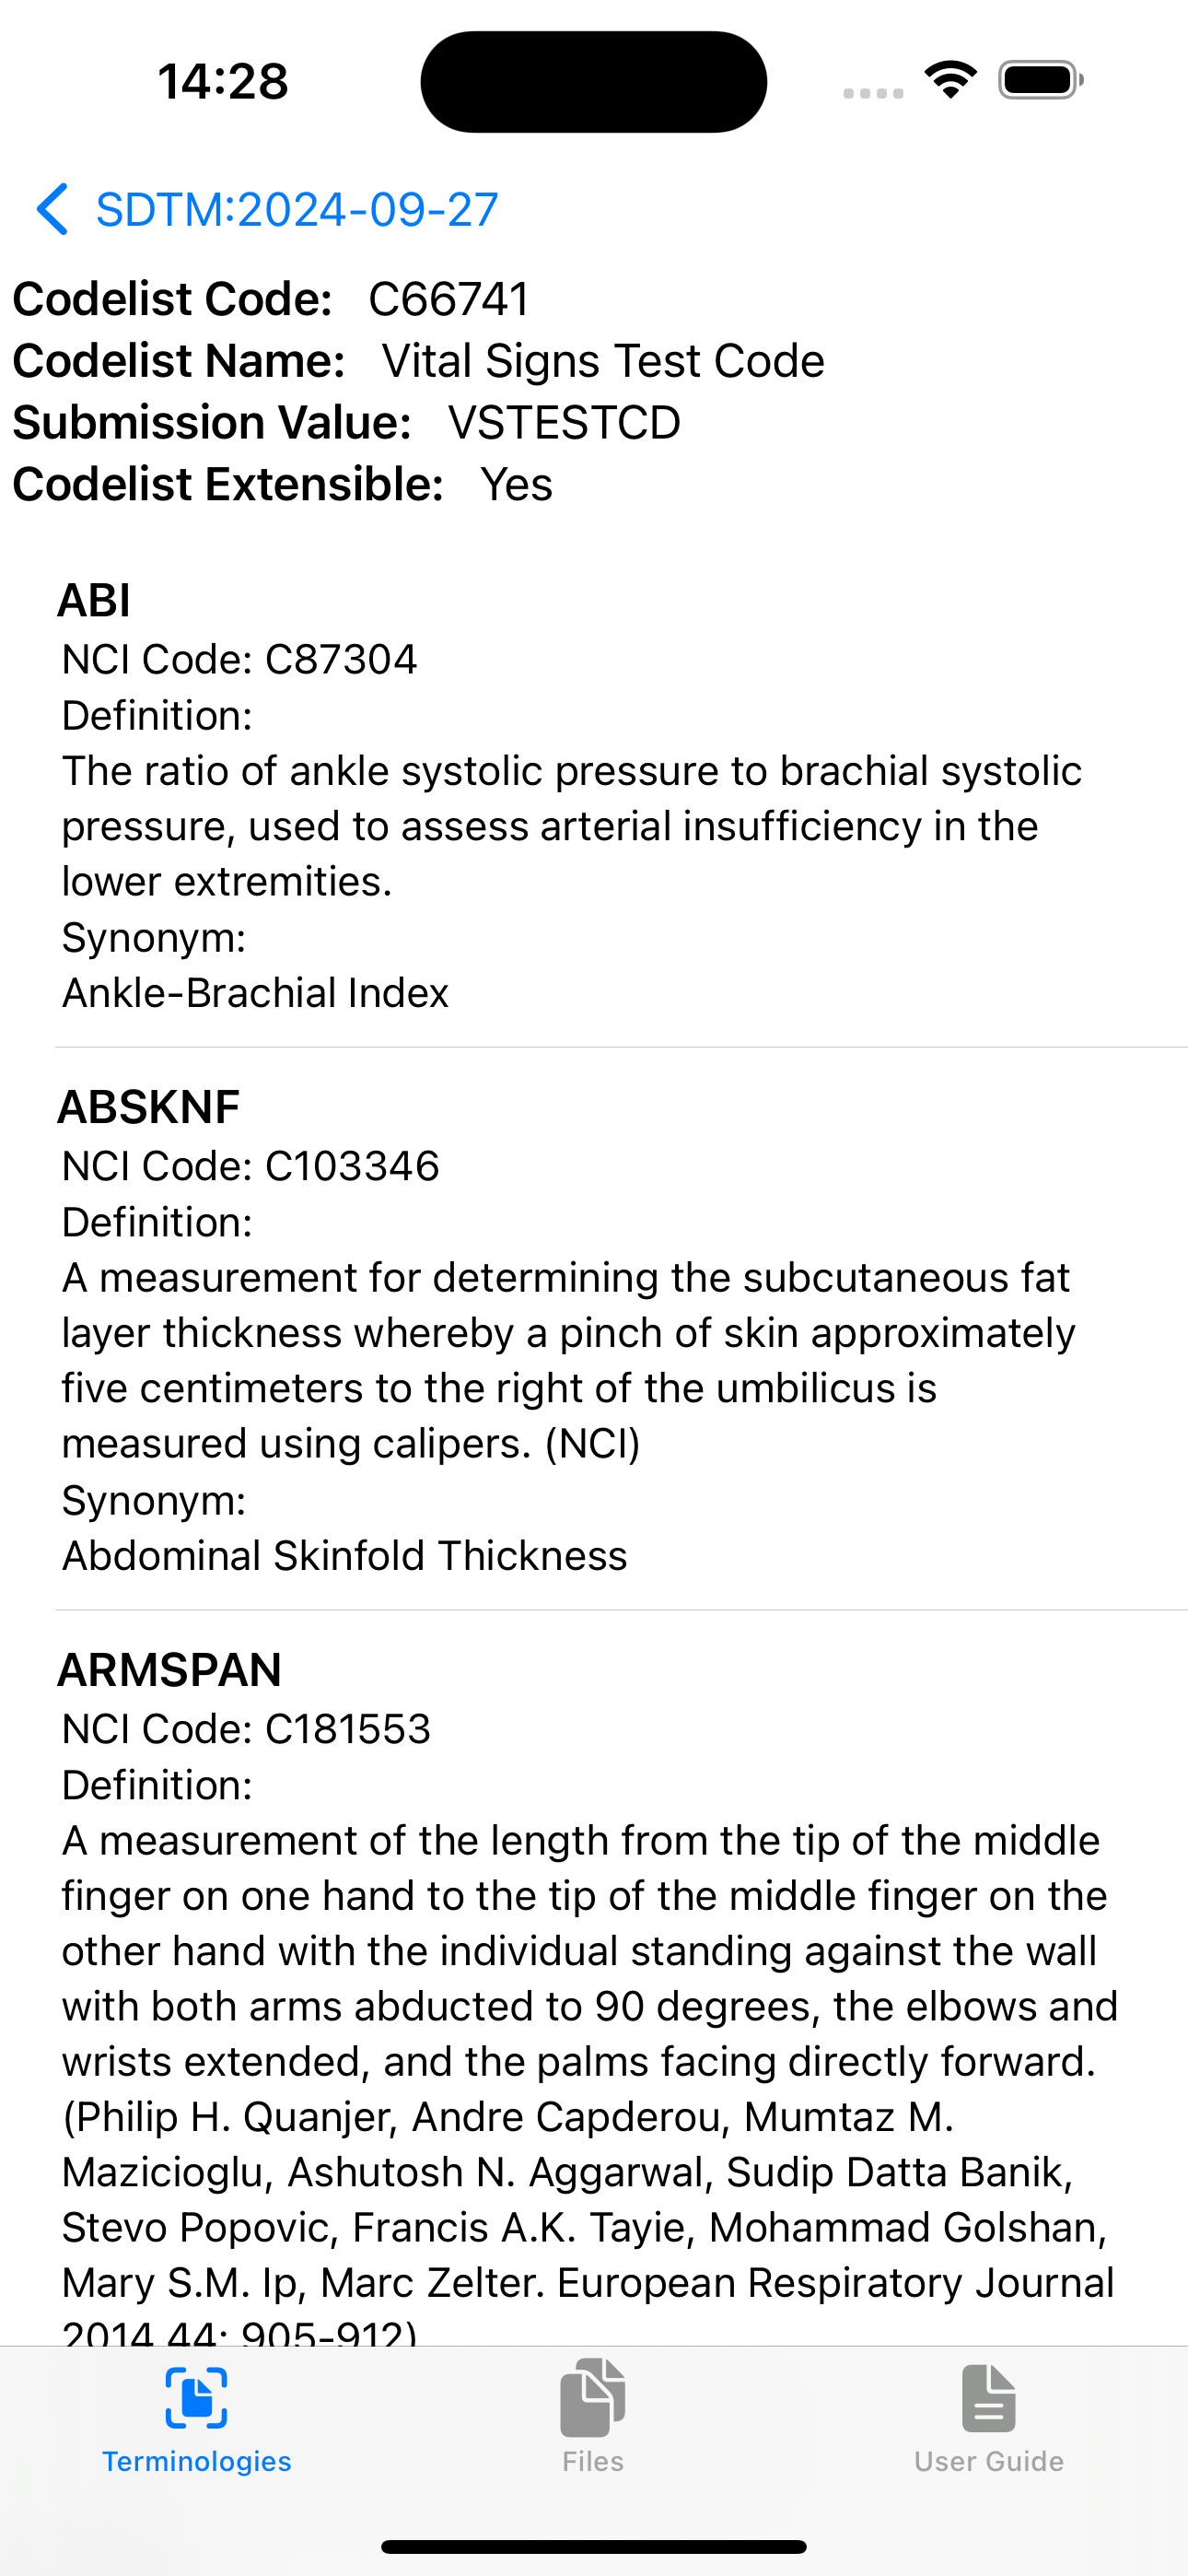 14:28
SDTM:2024-09-27
Codelist Code: C66741
Codelist Name: Vital Signs Test Code
Submission Value: VSTESTCD
Codelist Extensible: Yes
ABI
NCI Code: C87304
Definition:
The ratio of ankle systolic pressure to brachial systolic
pressure, used to assess arterial insufficiency in the
lower extremities.
Synonym:
Ankle-Brachial Index
ABSKNF
NCI Code: C103346
Definition:
A measurement for determining the subcutaneous fat
layer thickness whereby a pinch of skin approximately
five centimeters to the right of the umbilicus is
measured using calipers. (NCI)
Synonym:
Abdominal Skinfold Thickness
ARMSPAN
NCI Code: C181553
Definition:
A measurement of the length from the tip of the middle
finger on one hand to the tip of the middle finger on the
other hand with the individual standing against the wall
with both arms abducted to 90 degrees, the elbows and
wrists extended, and the palms facing directly forward.
(Philip H. Quanjer, Andre Capderou, Mumtaz M.
Mazicioglu, Ashutosh N. Aggarwal, Sudip Datta Banik,
Stevo Popovic, Francis A.K. Tayie, Mohammad Golshan,
Mary S.M. Ip, Marc Zelter. European Respiratory Journal
2014 44: 905-912)
Terminologies
Files
User Guide